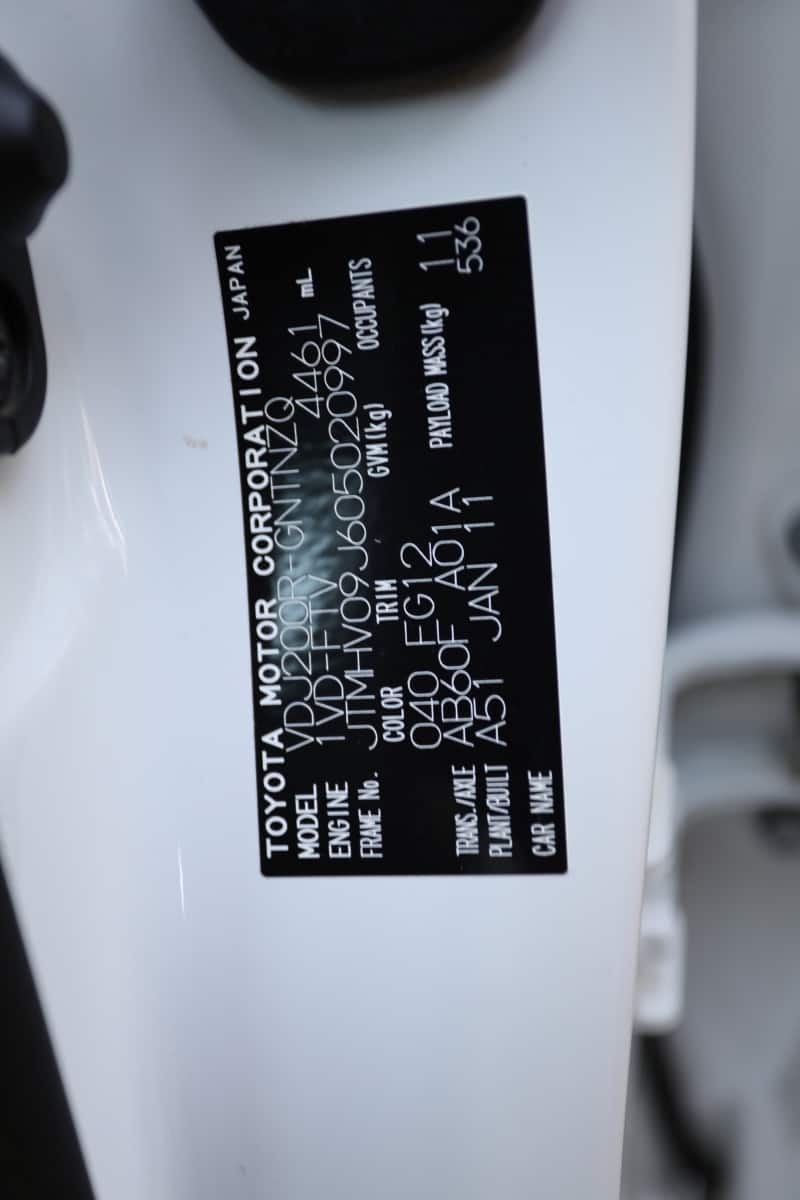 TOYOTA MOTOR CORPORATION JAPAN
MODEL VDJ200R-GNTNZQ
ENGINE 1VD-FTV 4461 mL
FRAME No. JTMHV09J605020997
COLOR TRIM GVM(kg) OCCUPANTS
040 FG12
TRANS./AXLE AB60F A01A PAYLOAD MASS(kg) 11
PLANT/BUILT A51 JAN 11 536
CAR NAME